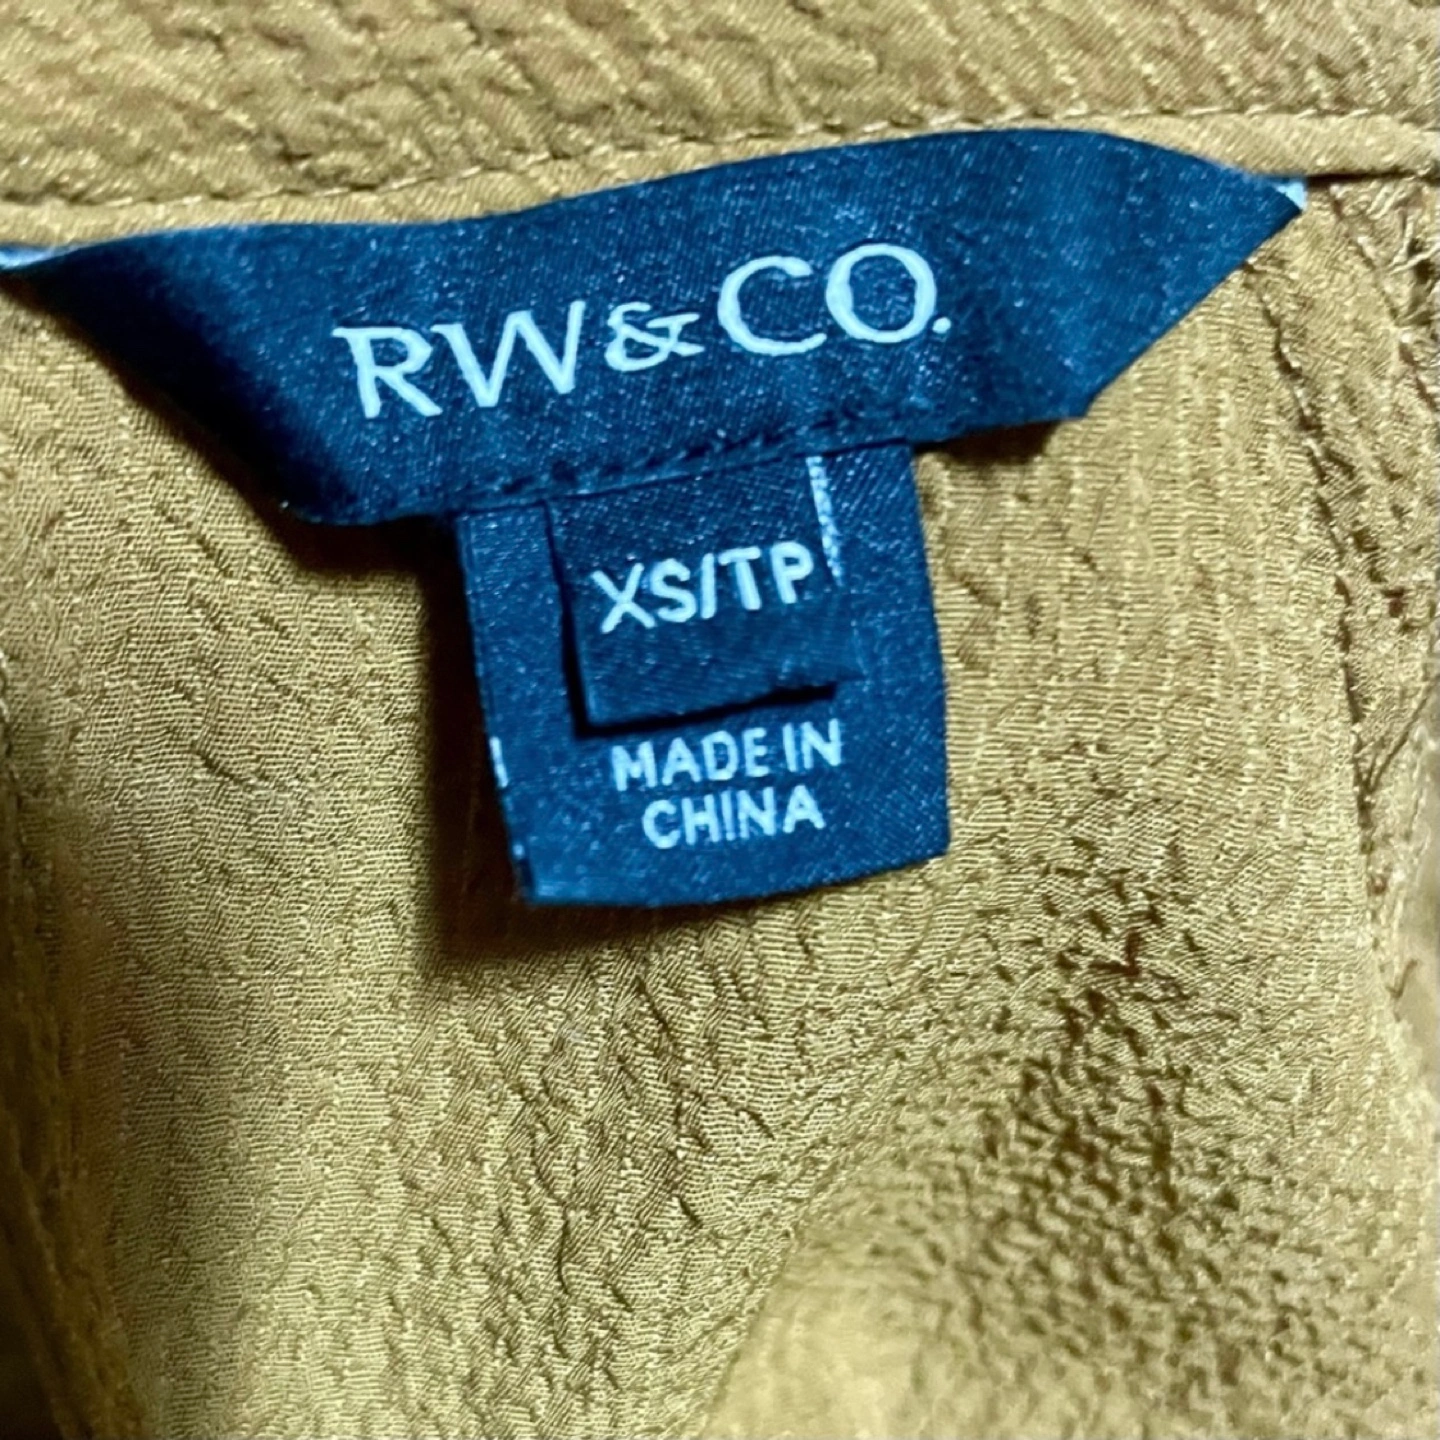 RW&CO.
XS/TP
MADE IN
CHINA